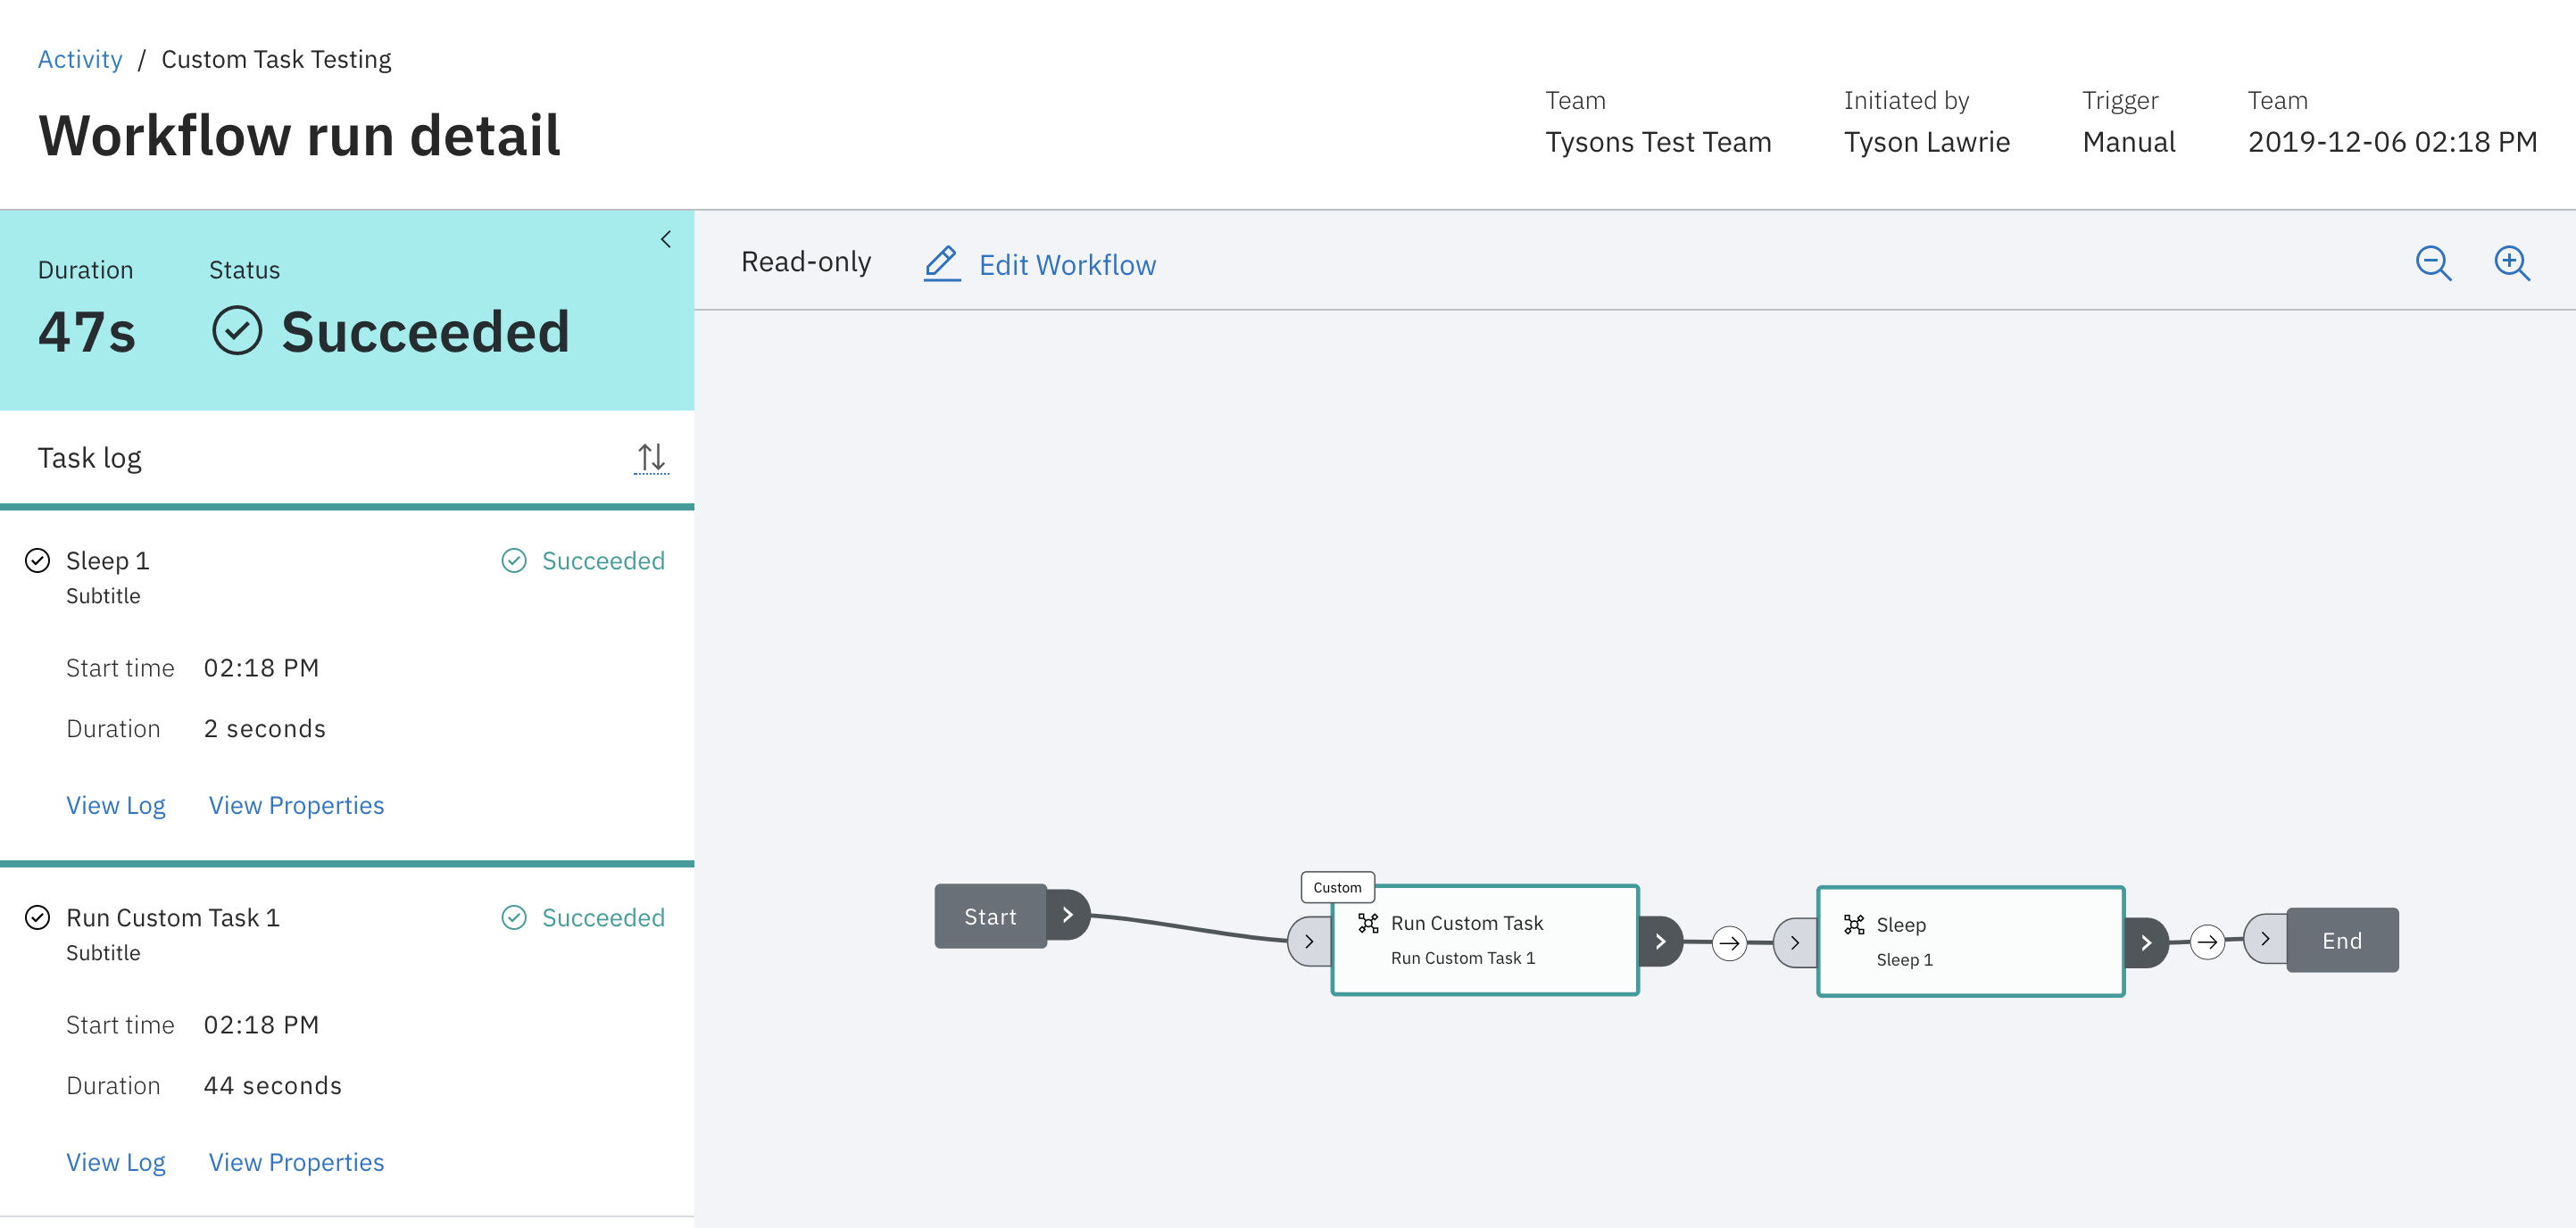 Activity / Custom Task Testing
Workflow run detail
Team Initiated by Trigger Team
Tysons Test Team Tyson Lawrie Manual 2019-12-06 02:18 PM
Duration Status
47s Succeeded
Read-only Edit Workflow
Task log
Sleep 1 Succeeded
Subtitle
Start time 02:18 PM
Duration 2 seconds
View Log View Properties
Run Custom Task 1 Succeeded
Subtitle
Start time 02:18 PM
Duration 44 seconds
View Log View Properties
Start
Custom
Run Custom Task
Run Custom Task 1
Sleep
Sleep 1
End